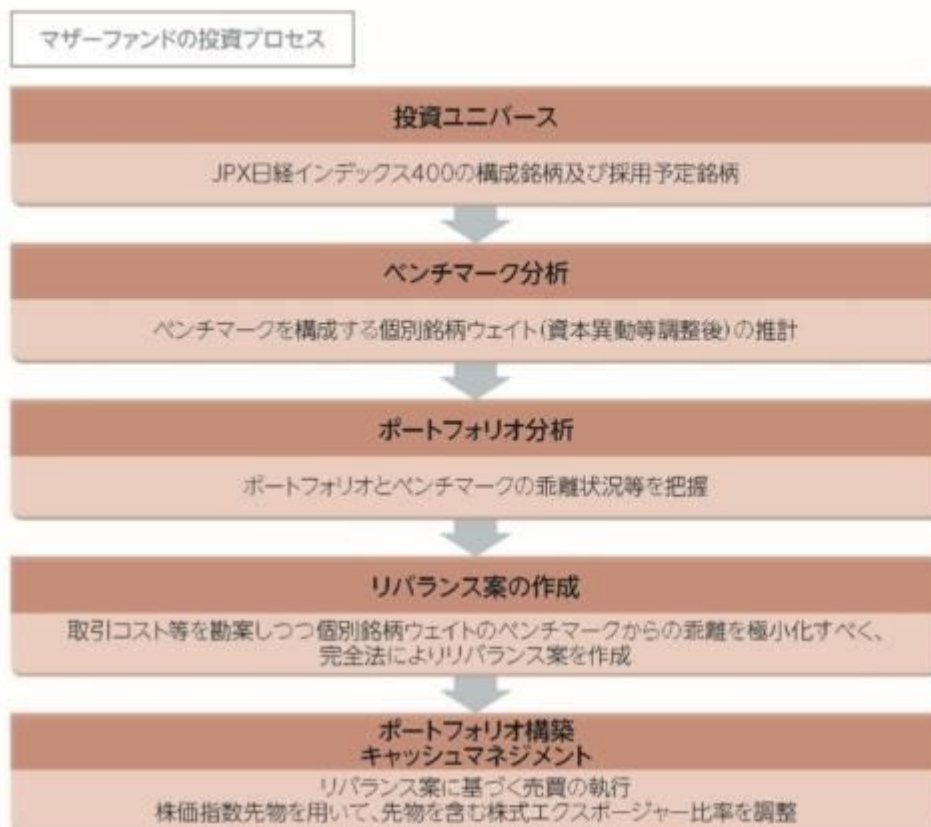 マザーファンドの投資プロセス
投資ユニバース
JPX日経インデックス400の構成銘柄及び採用予定銘柄
ベンチマーク分析
ベンチマークを構成する個別銘柄ウェイト(資本異動等調整後)の推計
ポートフォリオ分析
ポートフォリオとベンチマークの乖離状況等を把握
リバランス案の作成
取引コスト等を勘案しつつ個別銘柄ウェイトのベンチマークからの乖離を極小化すべく、
完全法によりリバランス案を作成
ポートフォリオ構築
キャッシュマネジメント
リバランス案に基づく売買の執行
株価指数先物を用いて、先物を含む株式エクスポージャー比率を調整